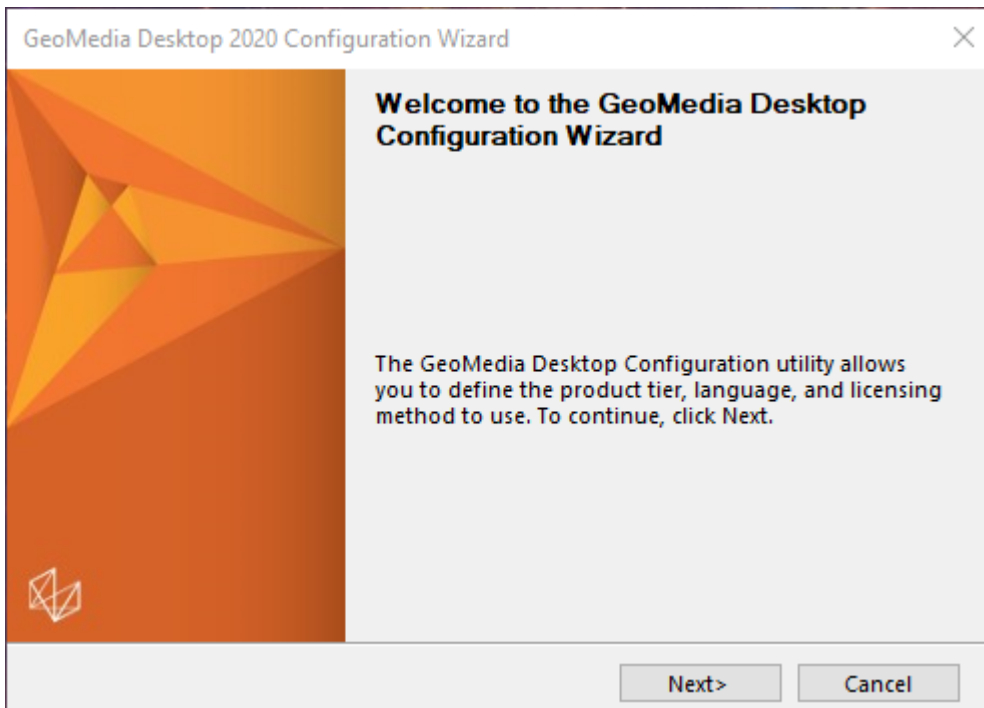 GeoMedia Desktop 2020 Configuration Wizard
Welcome to the GeoMedia Desktop
Configuration Wizard
The GeoMedia Desktop Configuration utility allows
you to define the product tier, language, and licensing
method to use. To continue, click Next.
Next>
Cancel